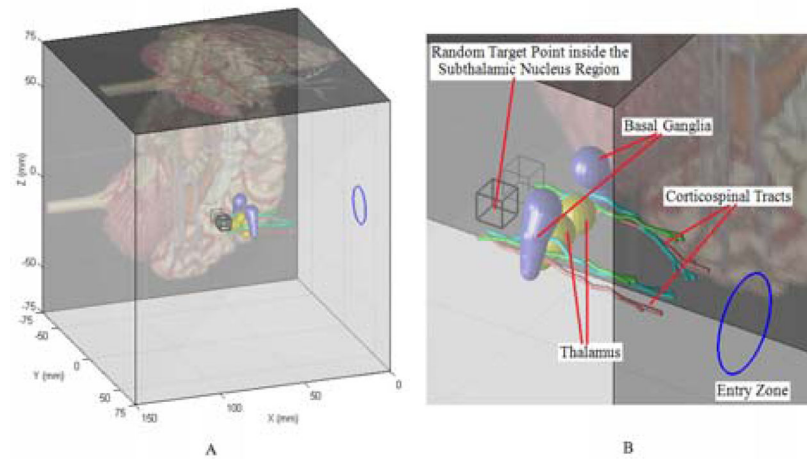 75
50
0
-50
-75
Z (mm)
-75
-50
0
50
75
Y (mm)
150
100
50
0
X (mm)
A
Random Target Point inside the
Subthalamic Nucleus Region
Basal Ganglia
Corticospinal Tracts
Thalamus
Entry Zone
B